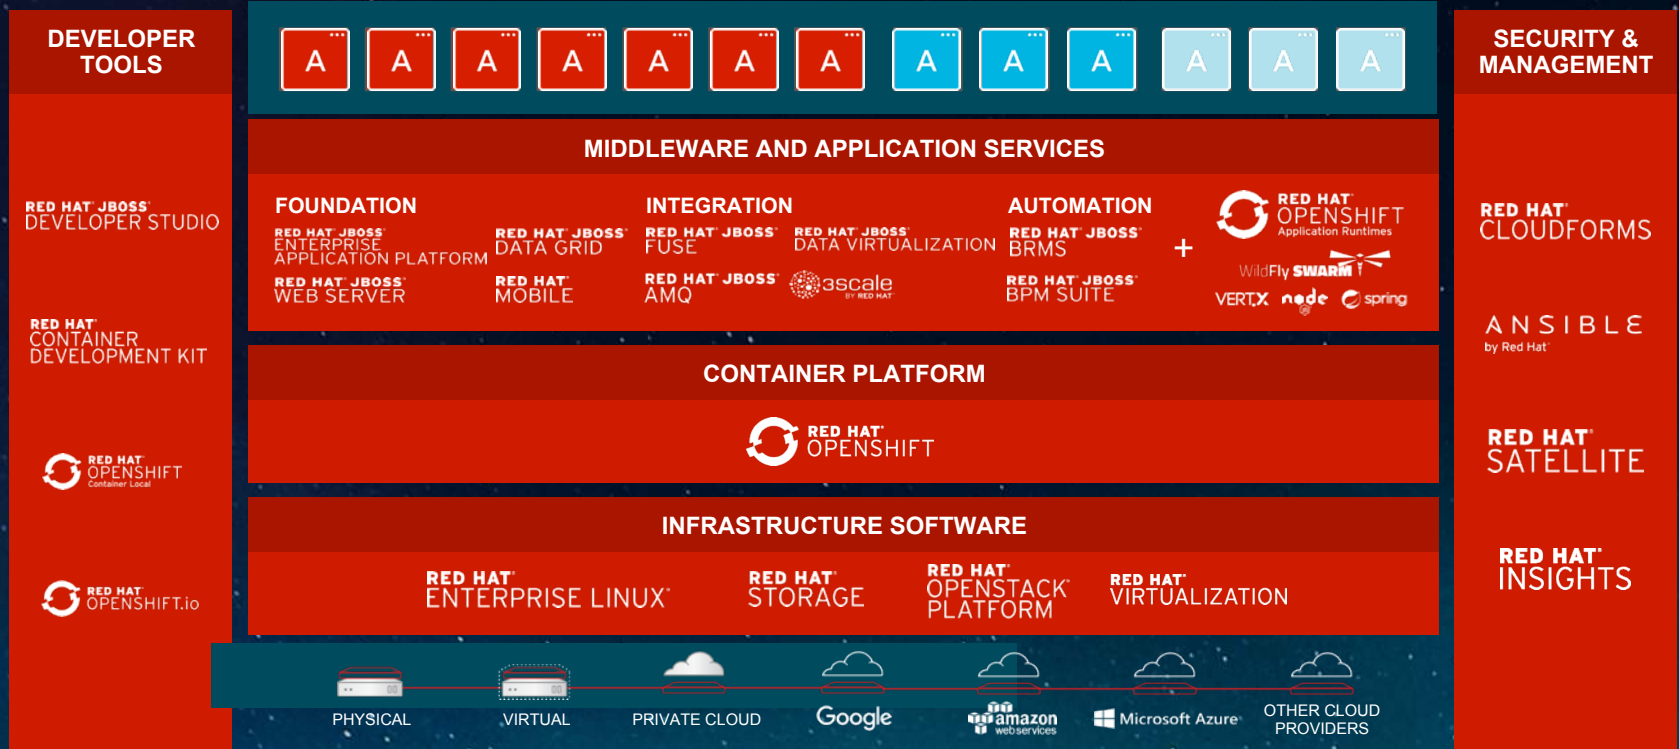 DEVELOPER
TOOLS
RED HAT® JBOSS®
DEVELOPER STUDIO
RED HAT®
CONTAINER
DEVELOPMENT KIT
RED HAT®
OPENSHIFT
Container Local
RED HAT®
OPENSHIFT.io
A A A A A A A A A A A A A
MIDDLEWARE AND APPLICATION SERVICES
FOUNDATION
RED HAT® JBOSS®
ENTERPRISE
APPLICATION PLATFORM
RED HAT® JBOSS®
DATA GRID
RED HAT® JBOSS®
WEB SERVER
RED HAT®
MOBILE
INTEGRATION
RED HAT® JBOSS®
FUSE
RED HAT® JBOSS®
DATA VIRTUALIZATION
RED HAT® JBOSS®
AMQ
3scale
BY RED HAT®
AUTOMATION
RED HAT® JBOSS®
BRMS
RED HAT® JBOSS®
BPM SUITE
+
RED HAT®
OPENSHIFT
Application Runtimes
WildFly SWARM
VERT.X node JS spring
CONTAINER PLATFORM
RED HAT®
OPENSHIFT
INFRASTRUCTURE SOFTWARE
RED HAT®
ENTERPRISE LINUX®
RED HAT®
STORAGE
RED HAT®
OPENSTACK®
PLATFORM
RED HAT®
VIRTUALIZATION
PHYSICAL
VIRTUAL
PRIVATE CLOUD
Google
amazon
web services
Microsoft Azure
OTHER CLOUD
PROVIDERS
SECURITY &
MANAGEMENT
RED HAT®
CLOUDFORMS
ANSIBLE
by Red Hat®
RED HAT®
SATELLITE
RED HAT®
INSIGHTS